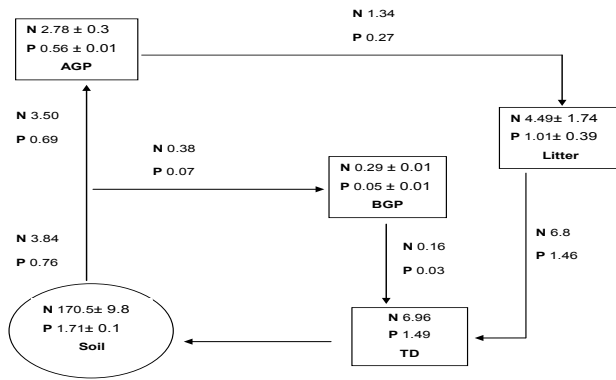 N 1.34
P 0.27
N 2.78 ± 0.3
P 0.56 ± 0.01
AGP
N 3.50
P 0.69
N 4.49± 1.74
P 1.01± 0.39
Litter
N 0.38
P 0.07
N 0.29 ± 0.01
P 0.05 ± 0.01
BGP
N 3.84
P 0.76
N 6.8
P 1.46
N 0.16
P 0.03
N 170.5± 9.8
P 1.71± 0.1
Soil
N 6.96
P 1.49
TD